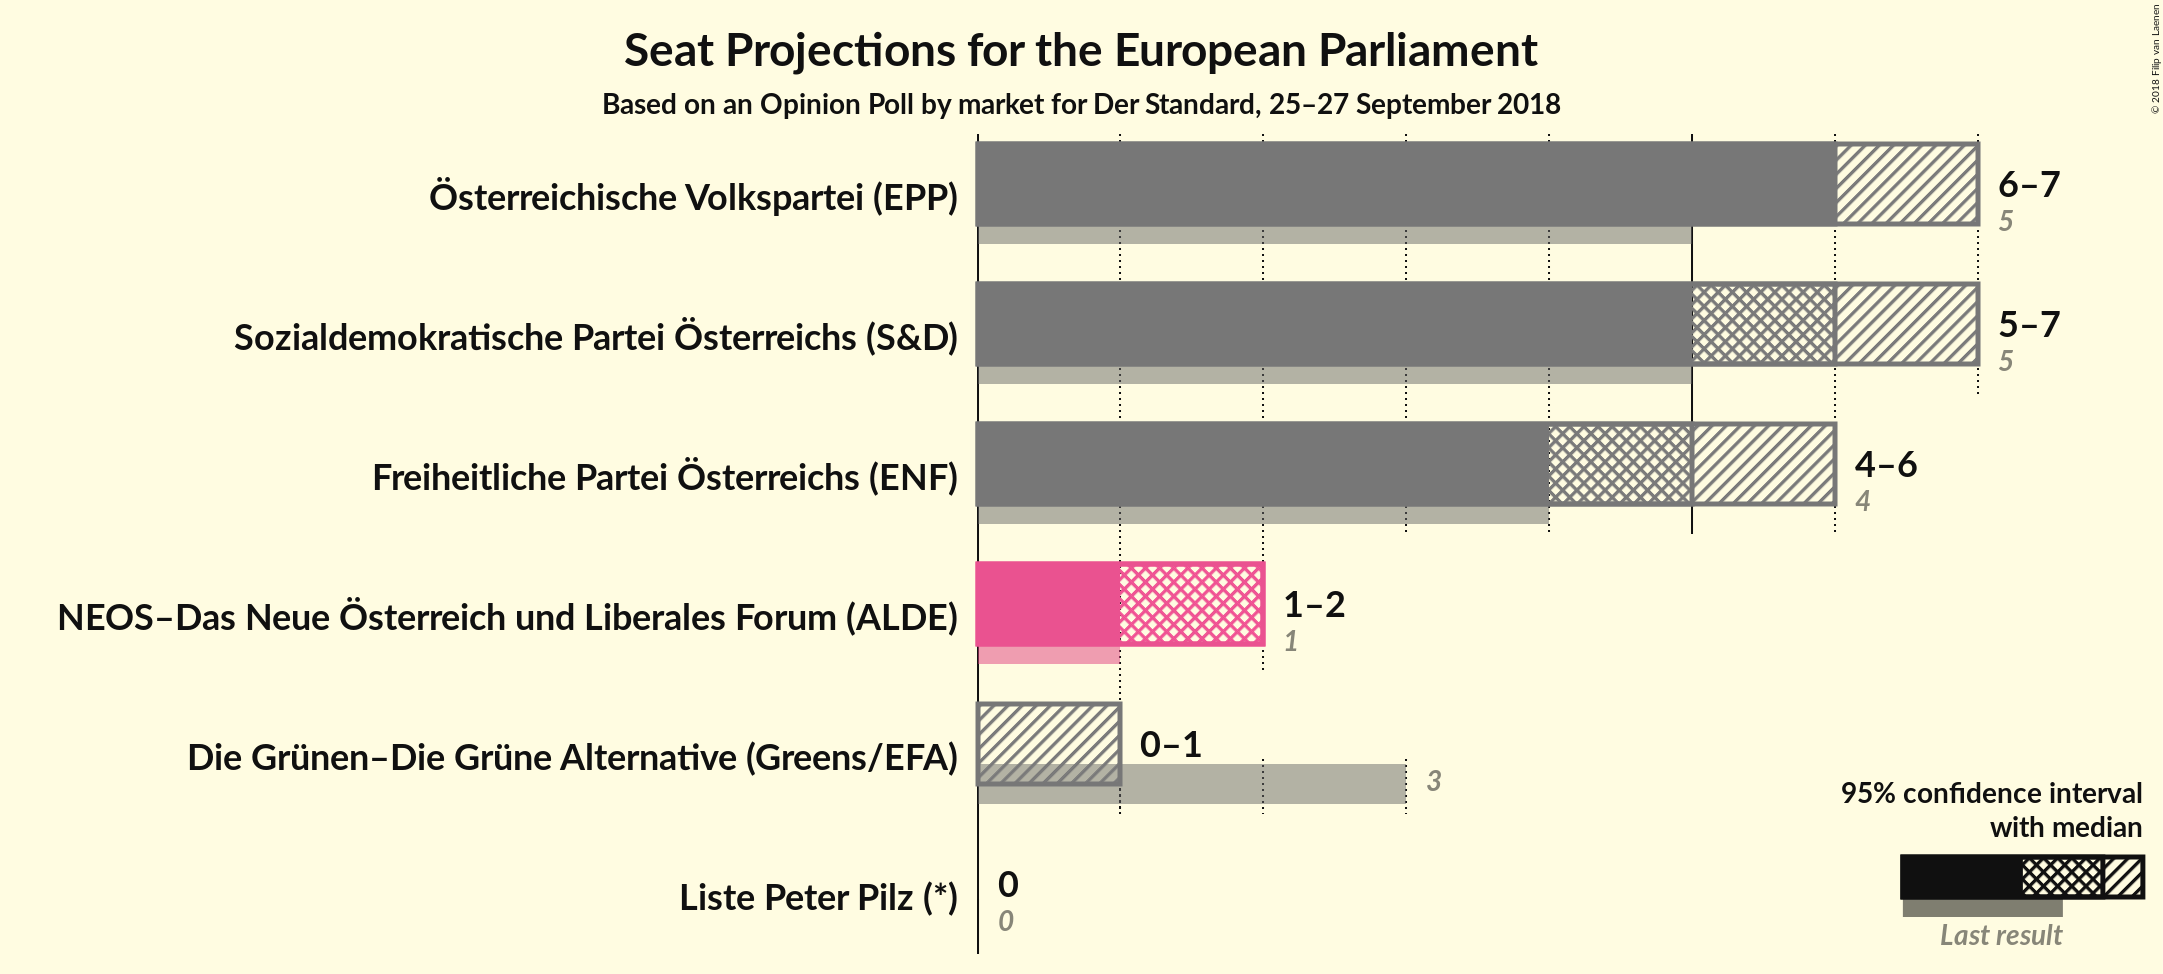 Seat Projections for the European Parliament
Based on an Opinion Poll by market for Der Standard, 25–27 September 2018
© 2018 Filip van Laenen
Österreichische Volkspartei (EPP)
6–7
5
Sozialdemokratische Partei Österreichs (S&D)
5–7
5
Freiheitliche Partei Österreichs (ENF)
4–6
4
NEOS–Das Neue Österreich und Liberales Forum (ALDE)
1–2
1
Die Grünen–Die Grüne Alternative (Greens/EFA)
0–1
3
Liste Peter Pilz (*)
0
0
95% confidence interval
with median
Last result